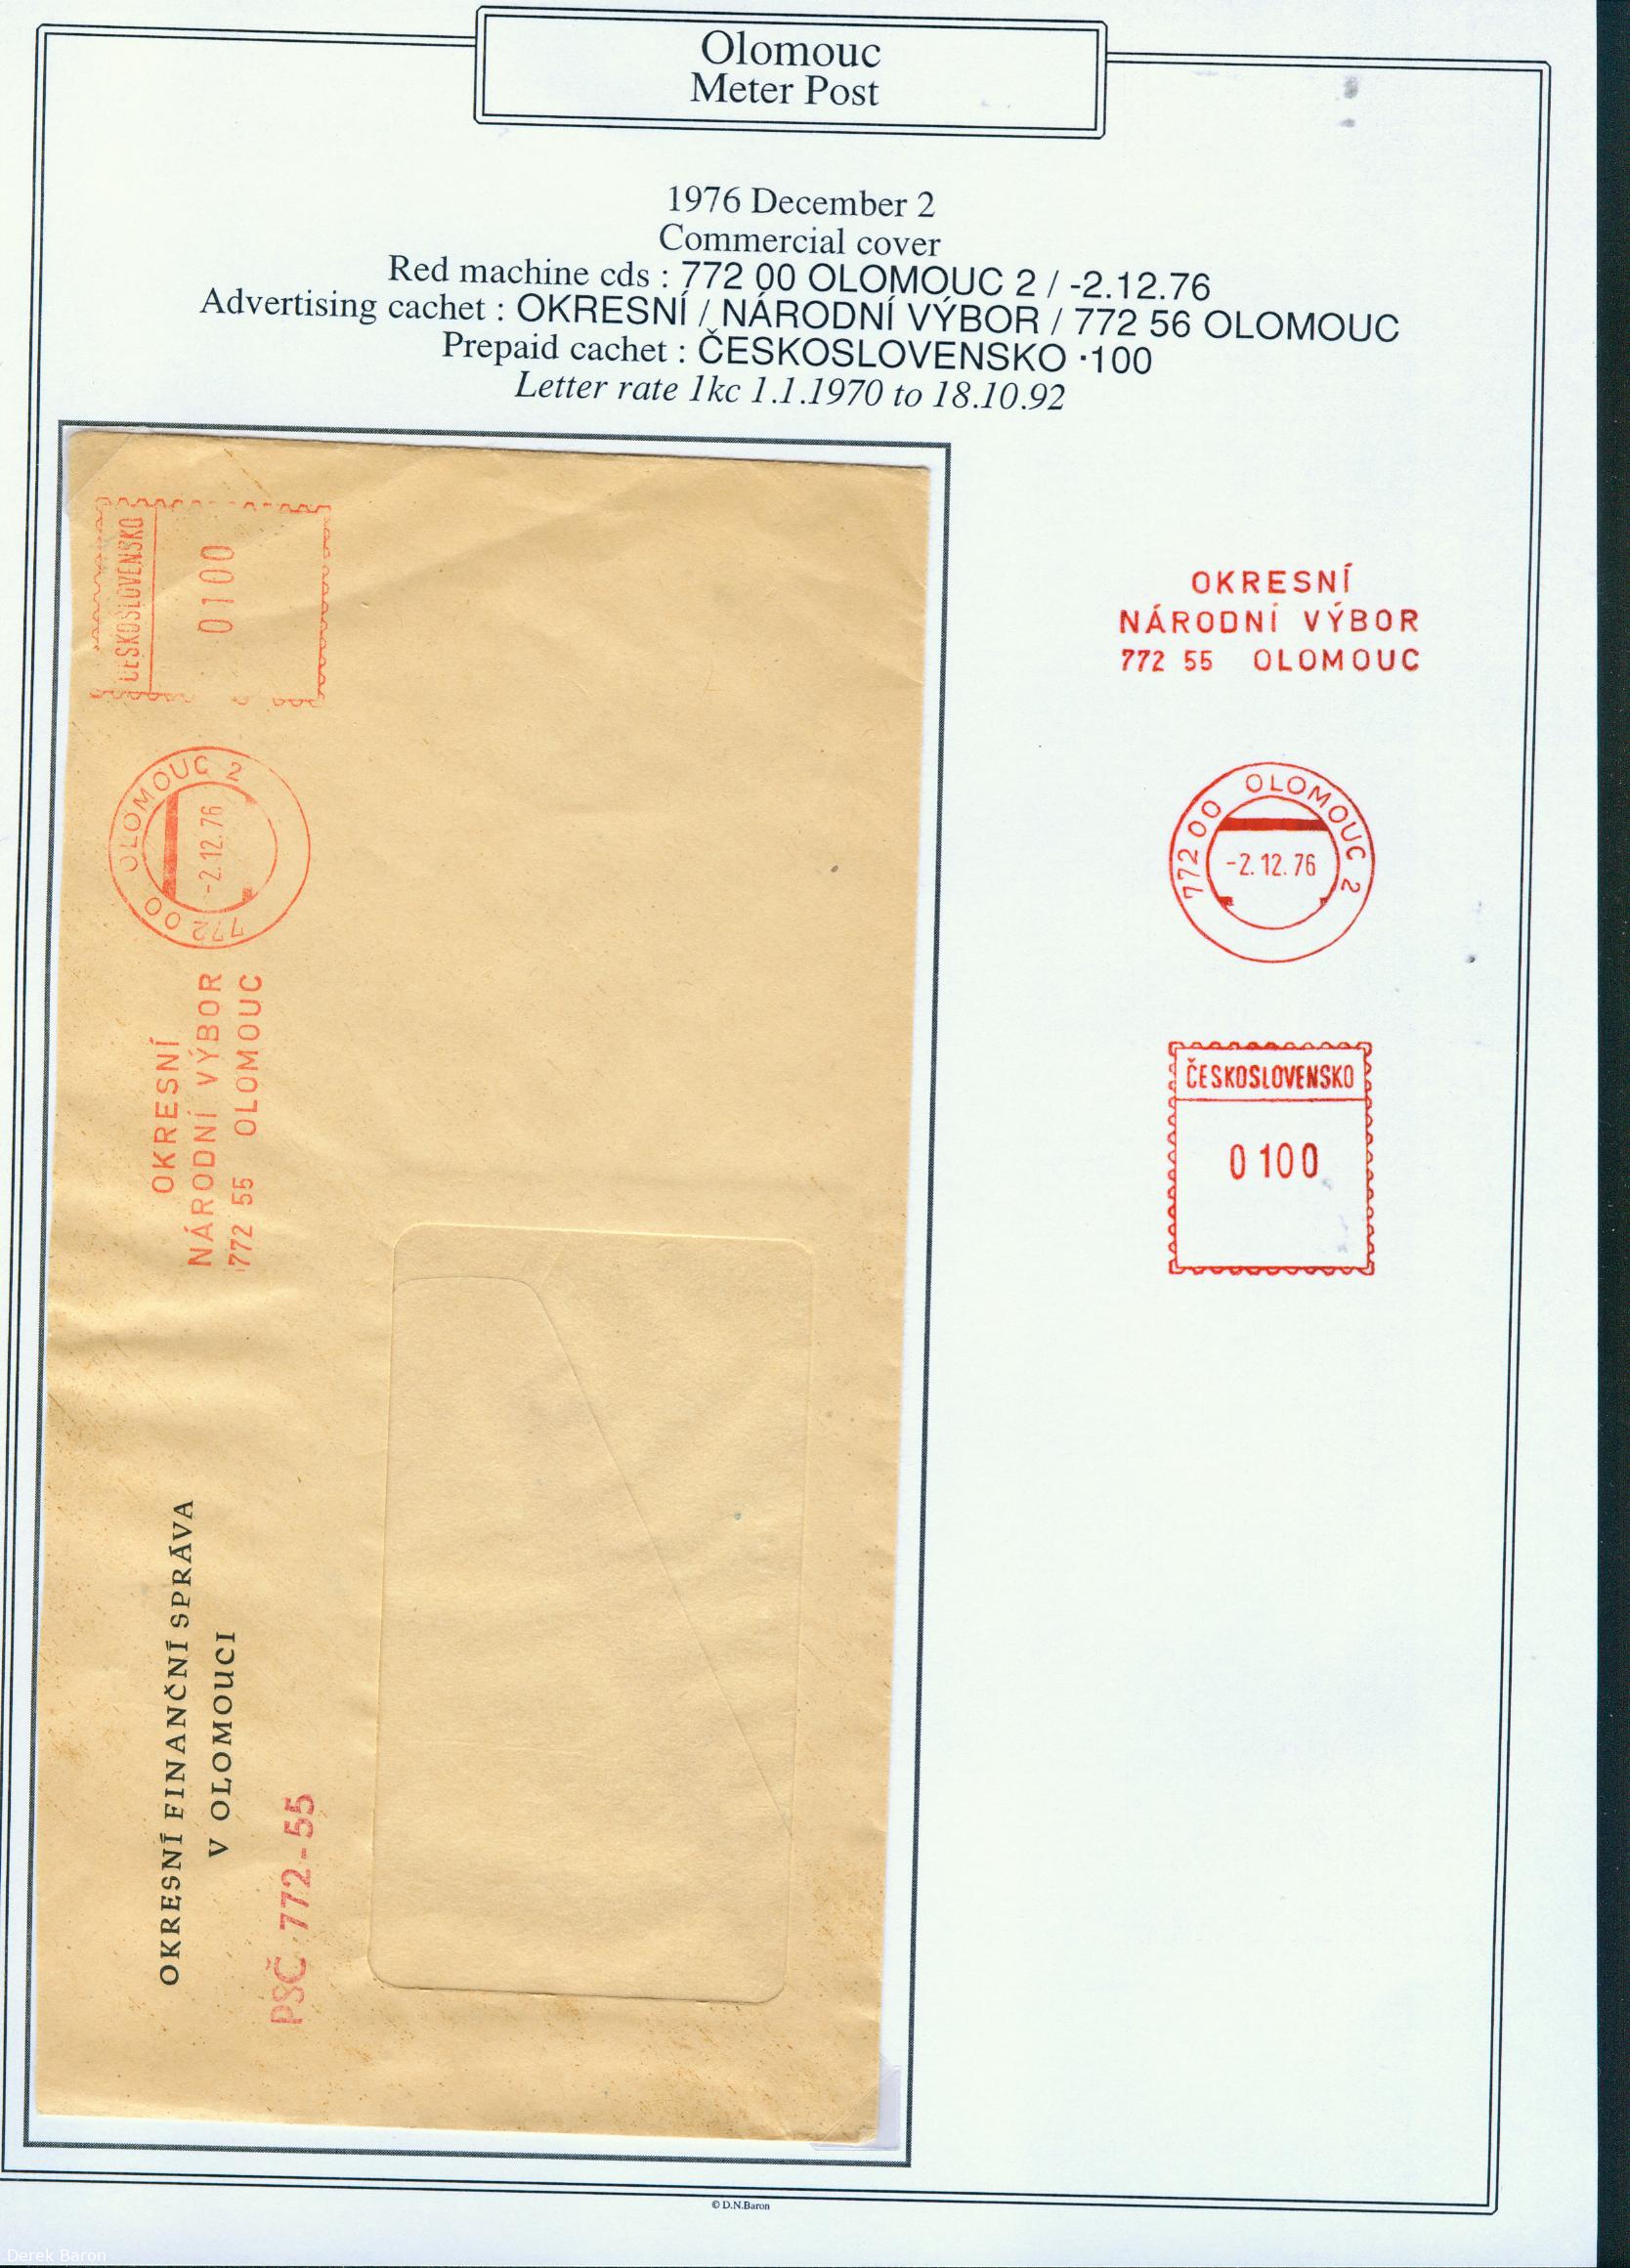 Olomouc
Meter Post
1976 December 2
Commercial cover
Red machine cds : 772 00 OLOMOUC 2 / -2.12.76
Advertising cachet : OKRESNÍ / NÁRODNÍ VÝBOR / 772 56 OLOMOUC
Prepaid cachet : ČESKOSLOVENSKO ·100
Letter rate 1kc 1.1.1970 to 18.10.92
ČESKOSLOVENSKO
0100
772 00 OLOMOUC 2
-2.12.76
OKRESNÍ
NÁRODNÍ VÝBOR
772 55 OLOMOUC
OKRESNÍ FINANČNÍ SPRÁVA
V OLOMOUCI
PSČ 772-55
OKRESNÍ
NÁRODNÍ VÝBOR
772 55 OLOMOUC
772 00 OLOMOUC 2
-2.12.76
ČESKOSLOVENSKO
0100
© D.N.Baron
Derek Baron